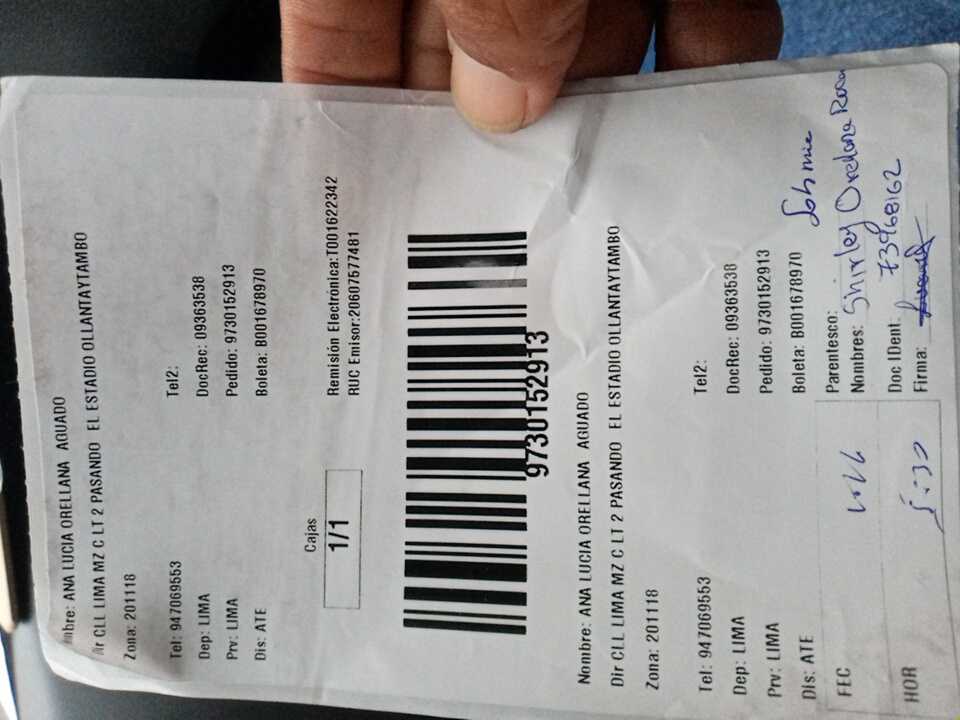 Nombre: ANA LUCIA ORELLANA AGUADO
Dir CLL LIMA MZ C LT 2 PASANDO EL ESTADIO OLLANTAYTAMBO
Zona: 201118
Tel: 947069553 Tel2:
Dep: LIMA DocRec: 09363538
Prv: LIMA Pedido: 9730152913
Dis: ATE Boleta: B001678970
Cajas
1/1
Remisión Electronica:T001622342
RUC Emisor:20607577481
9730152913
Nombre: ANA LUCIA ORELLANA AGUADO
Dir CLL LIMA MZ C LT 2 PASANDO EL ESTADIO OLLANTAYTAMBO
Zona: 201118
Tel: 947069553 Tel2:
Dep: LIMA DocRec: 09363538
Prv: LIMA Pedido: 9730152913
Dis: ATE Boleta: B001678970
FEC
Parentesco: Sobrina
Nombres: Shirley Orellana Rosa
HOR
Doc IDent: 73968162
Firma: